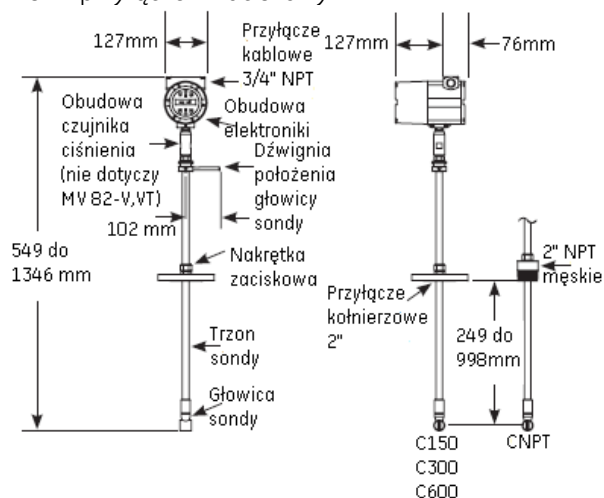 127mm
Przyłącze
kablowe
3/4" NPT
127mm
76mm
Obudowa
czujnika
ciśnienia
(nie dotyczy
MV 82-V,VT)
Obudowa
elektroniki
Dźwignia
położenia
głowicy
sondy
102 mm
549 do
1346 mm
Nakrętka
zaciskowa
2" NPT
męskie
Przyłącze
kołnierzowe
2"
249 do
998mm
Trzon
sondy
Głowica
sondy
C150
C300
C600
CNPT